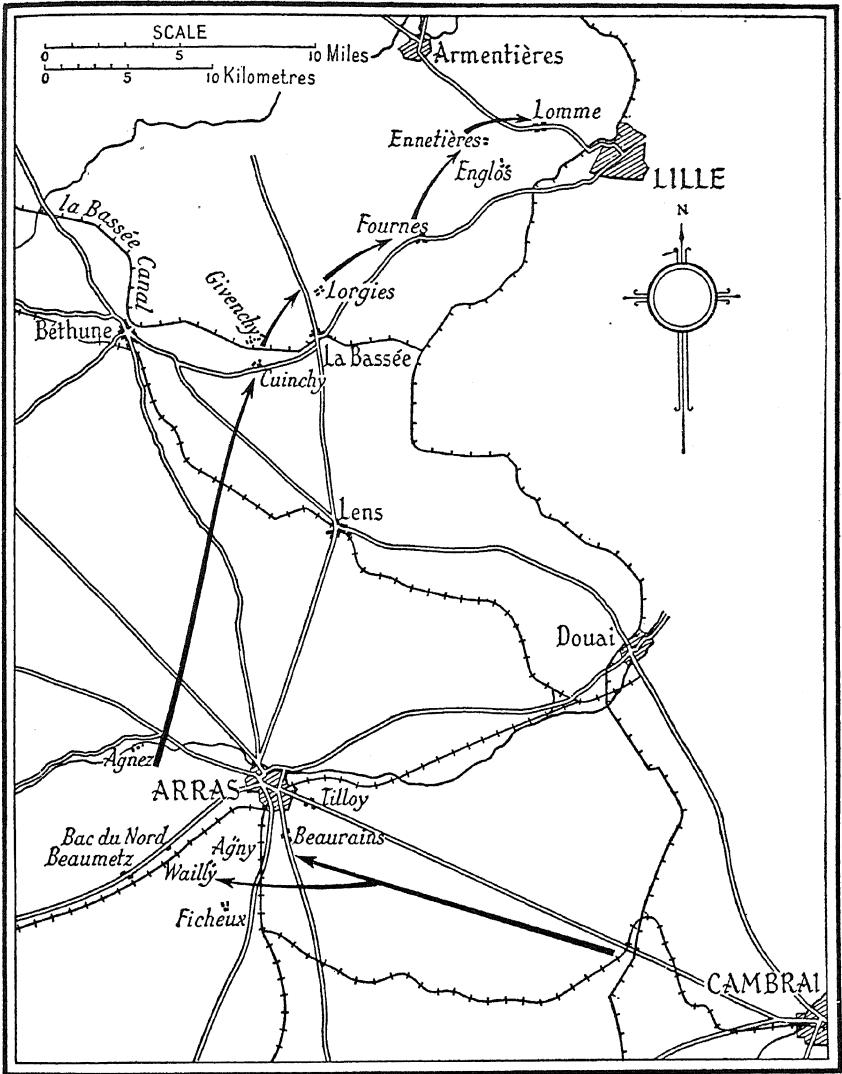 SCALE
0 5 10 Miles
0 5 10 Kilometres
Armentières
Lomme
Ennetières
Englos
LILLE
N
la Bassée Canal
Fournes
Givenchy
Lorgies
Béthune
La Bassée
Cuinchy
Lens
Douai
Agnez
ARRAS
Tilloy
Bac du Nord
Beaurains
Agny
Beaumetz
Wailly
Ficheux
CAMBRAI